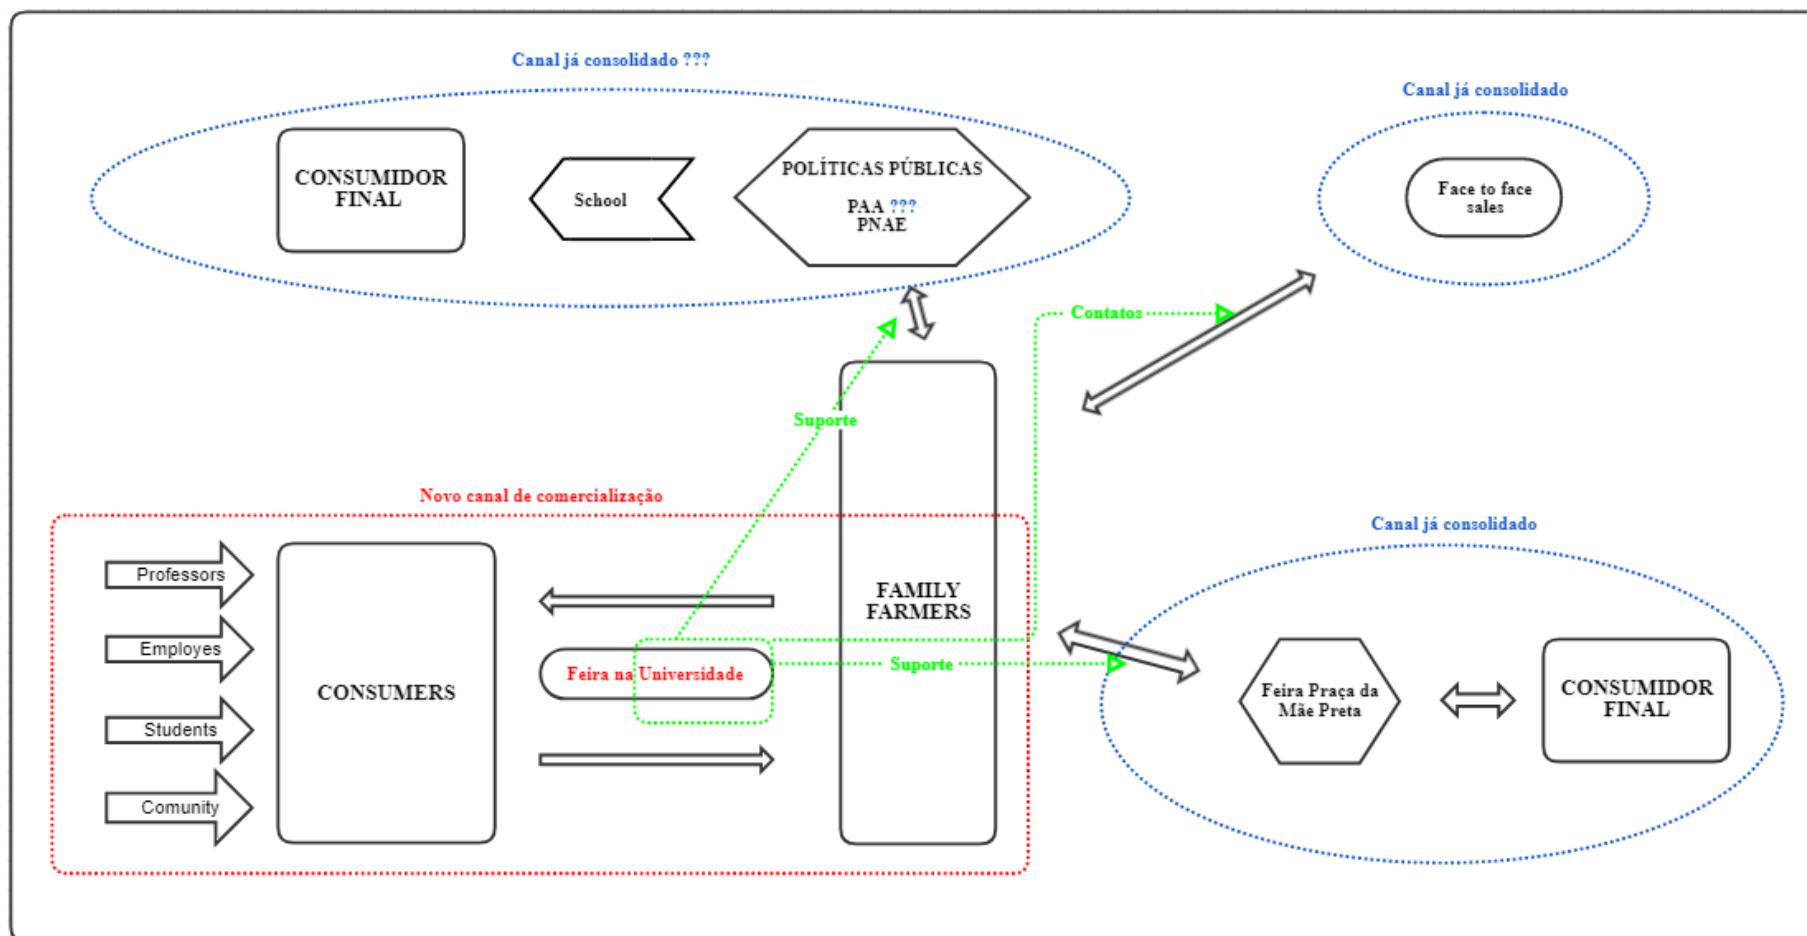 Canal já consolidado ???
CONSUMIDOR
FINAL
School
POLÍTICAS PÚBLICAS
PAA ???
PNAE
Canal já consolidado
Face to face
sales
Contatos
Suporte
Novo canal de comercialização
Professors
Employes
Students
Comunity
CONSUMERS
Feira na Universidade
FAMILY
FARMERS
Suporte
Canal já consolidado
Feira Praça da
Mãe Preta
CONSUMIDOR
FINAL